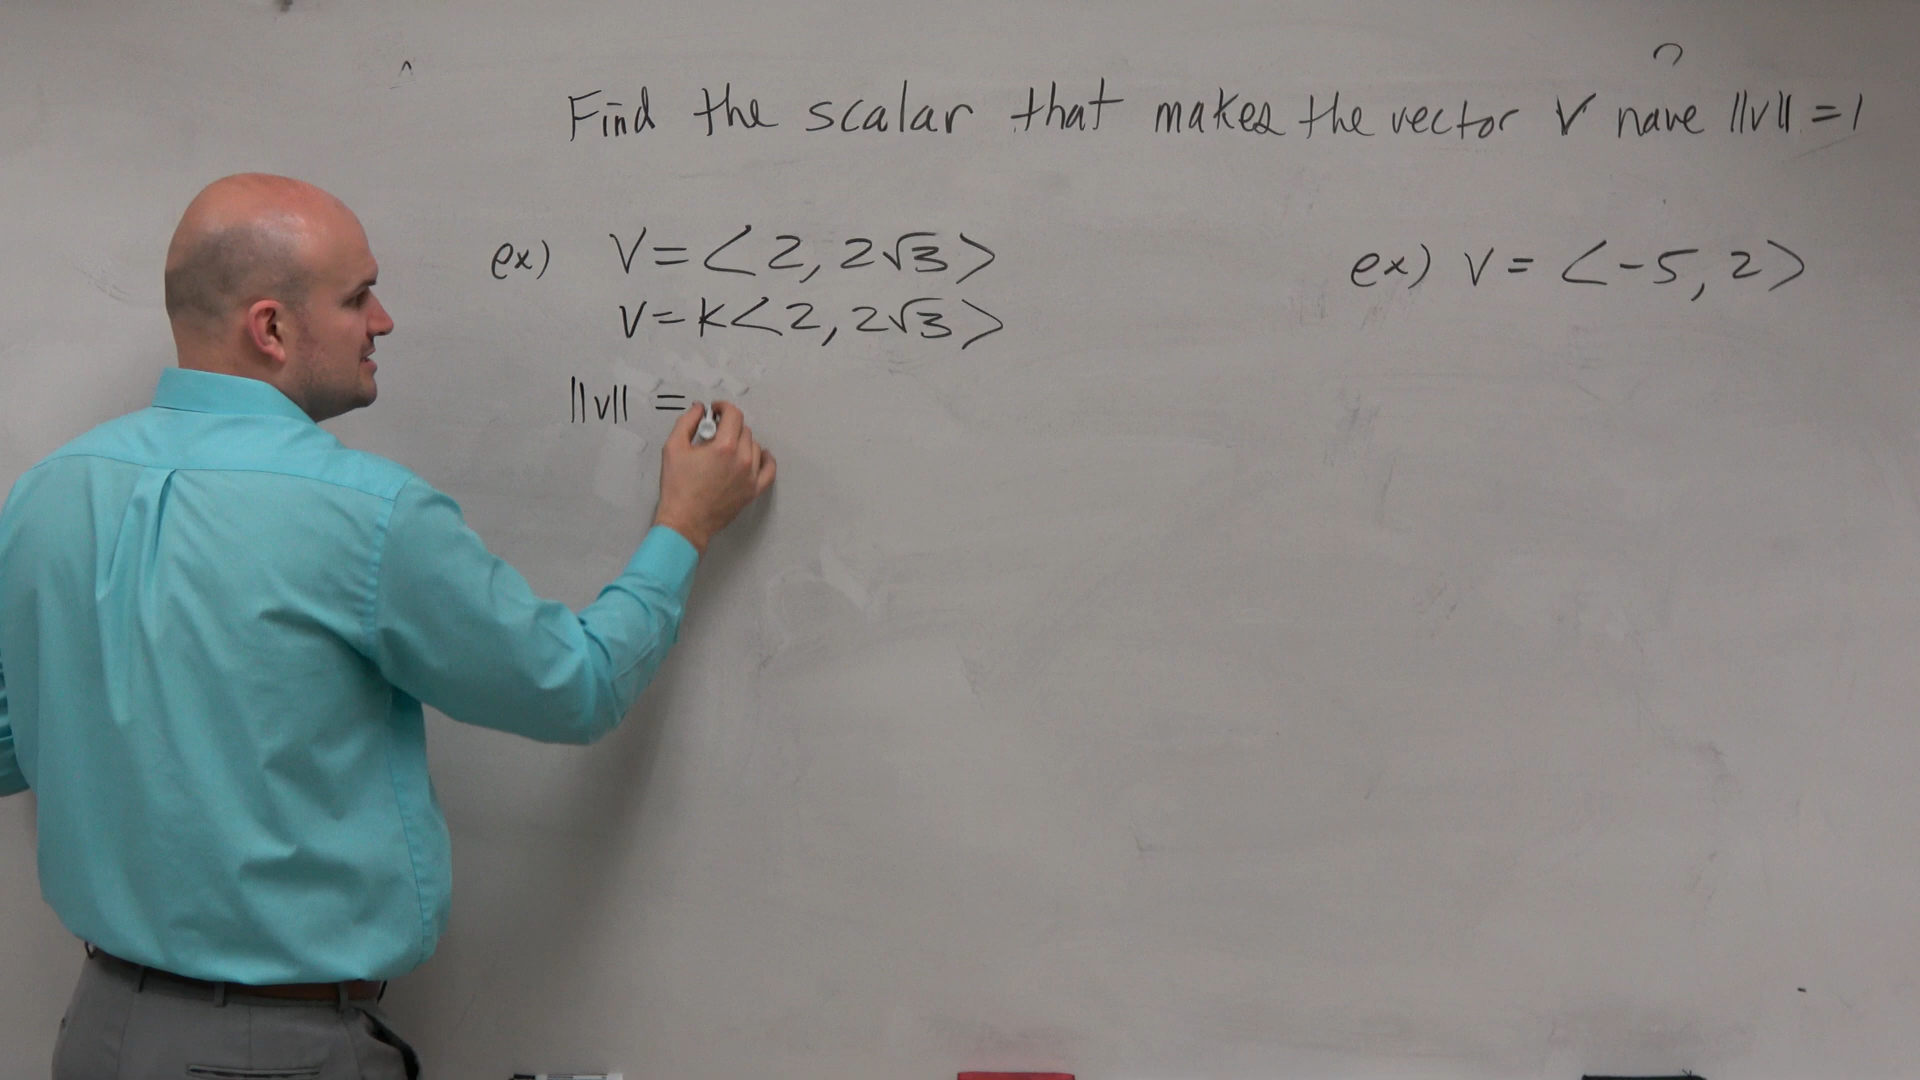 Find the scalar that makes the vector v have ||v|| = 1
ex) v = <2, 2√3>
v = k<2, 2√3>
||v|| =
ex) v = <-5, 2>